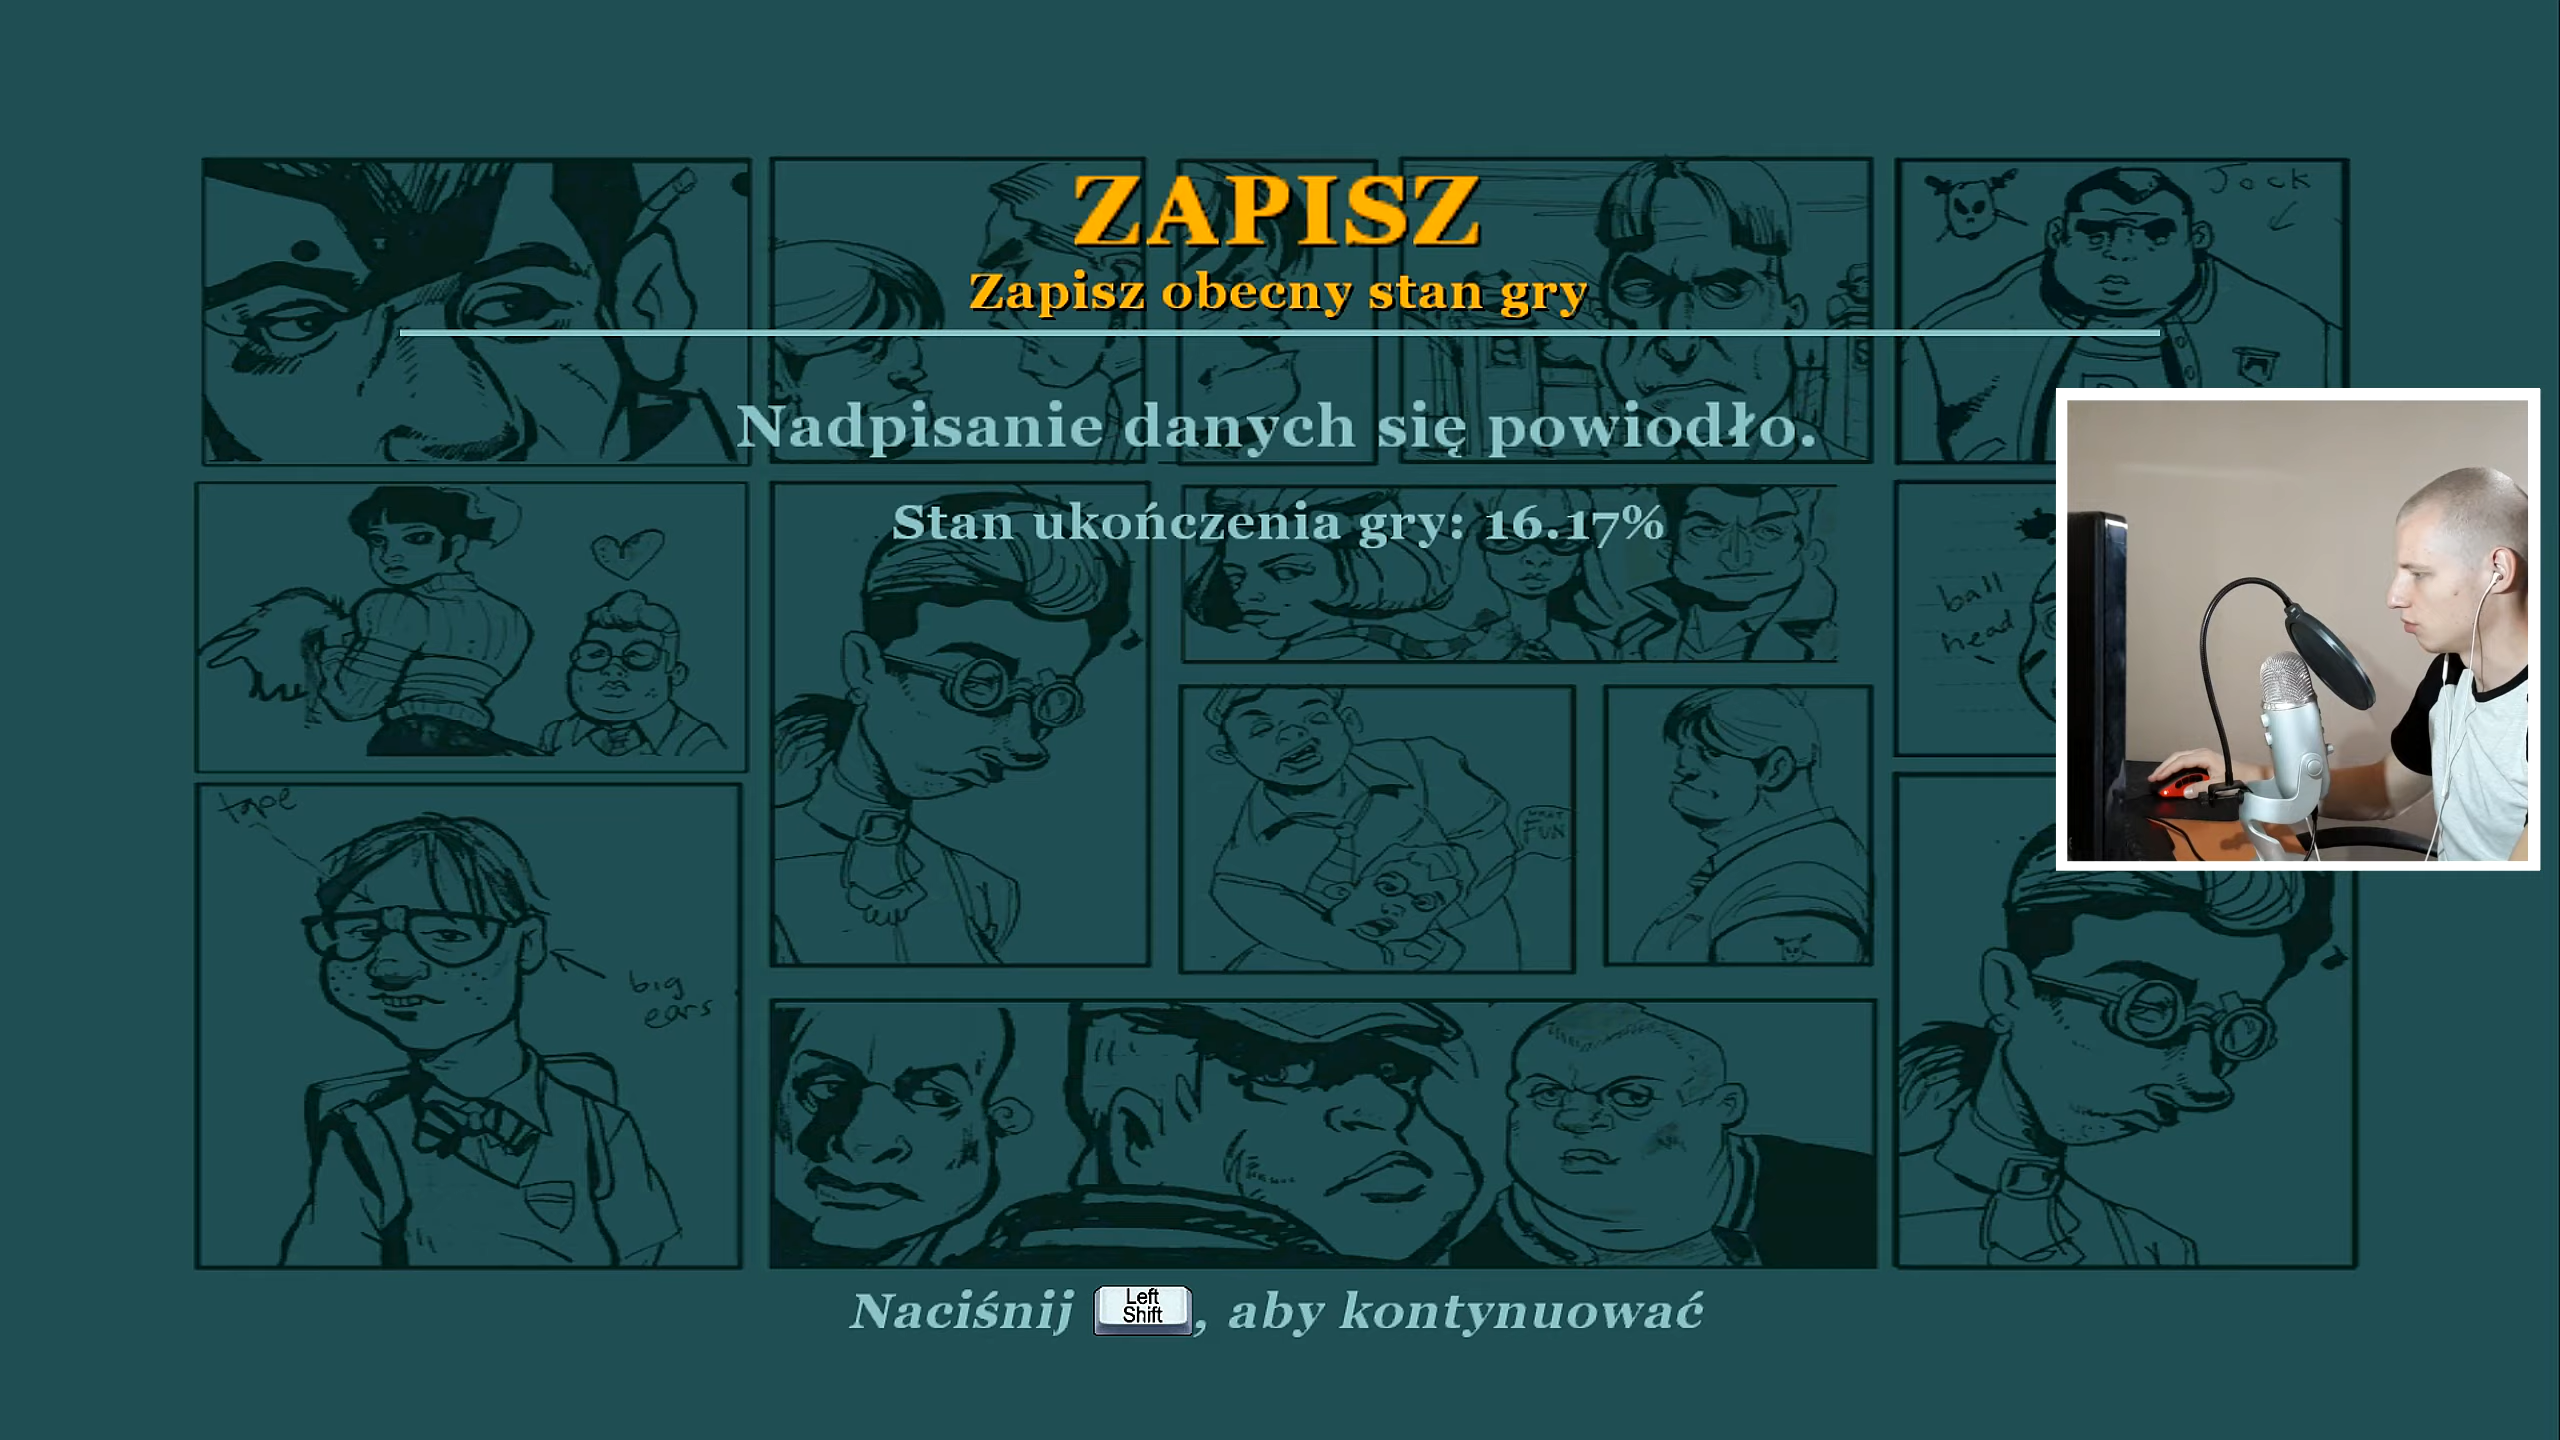 Jock
ZAPISZ
Zapisz obecny stan gry
Nadpisanie danych się powiodło.
Stan ukończenia gry: 16.17%
ball
head
tape
FUN
big
ears
Naciśnij Left Shift, aby kontynuować